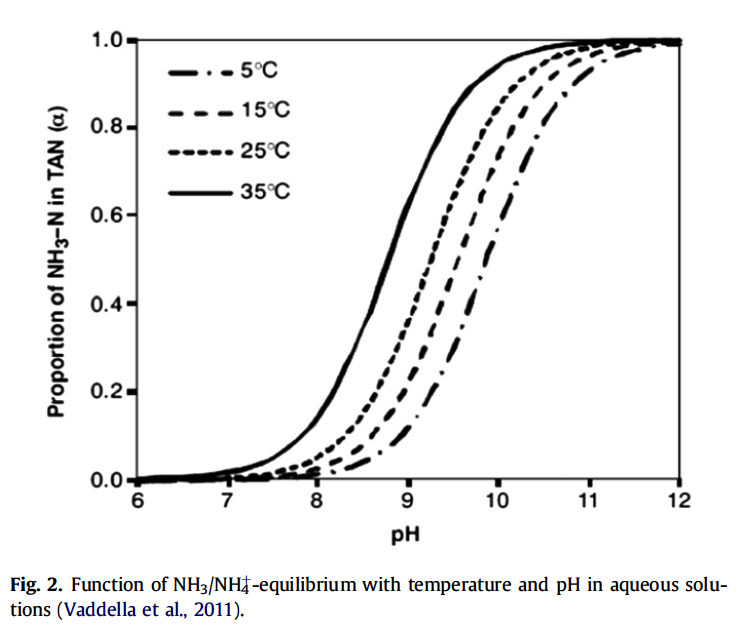 1.0
0.8
0.6
0.4
0.2
0.0
Proportion of NH₃–N in TAN (α)
5°C
15°C
25°C
35°C
6 7 8 9 10 11 12
pH
Fig. 2. Function of NH₃/NH₄⁺-equilibrium with temperature and pH in aqueous solu-
tions (Vaddella et al., 2011).